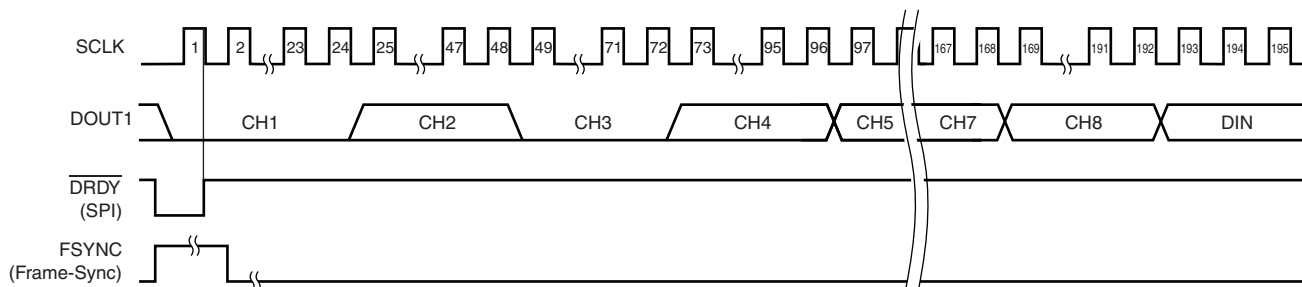 SCLK 1 2 23 24 25 47 48 49 71 72 73 95 96 97 167 168 169 191 192 193 194 195
DOUT1 CH1 CH2 CH3 CH4 CH5 CH7 CH8 DIN
DRDY
(SPI)
FSYNC
(Frame-Sync)